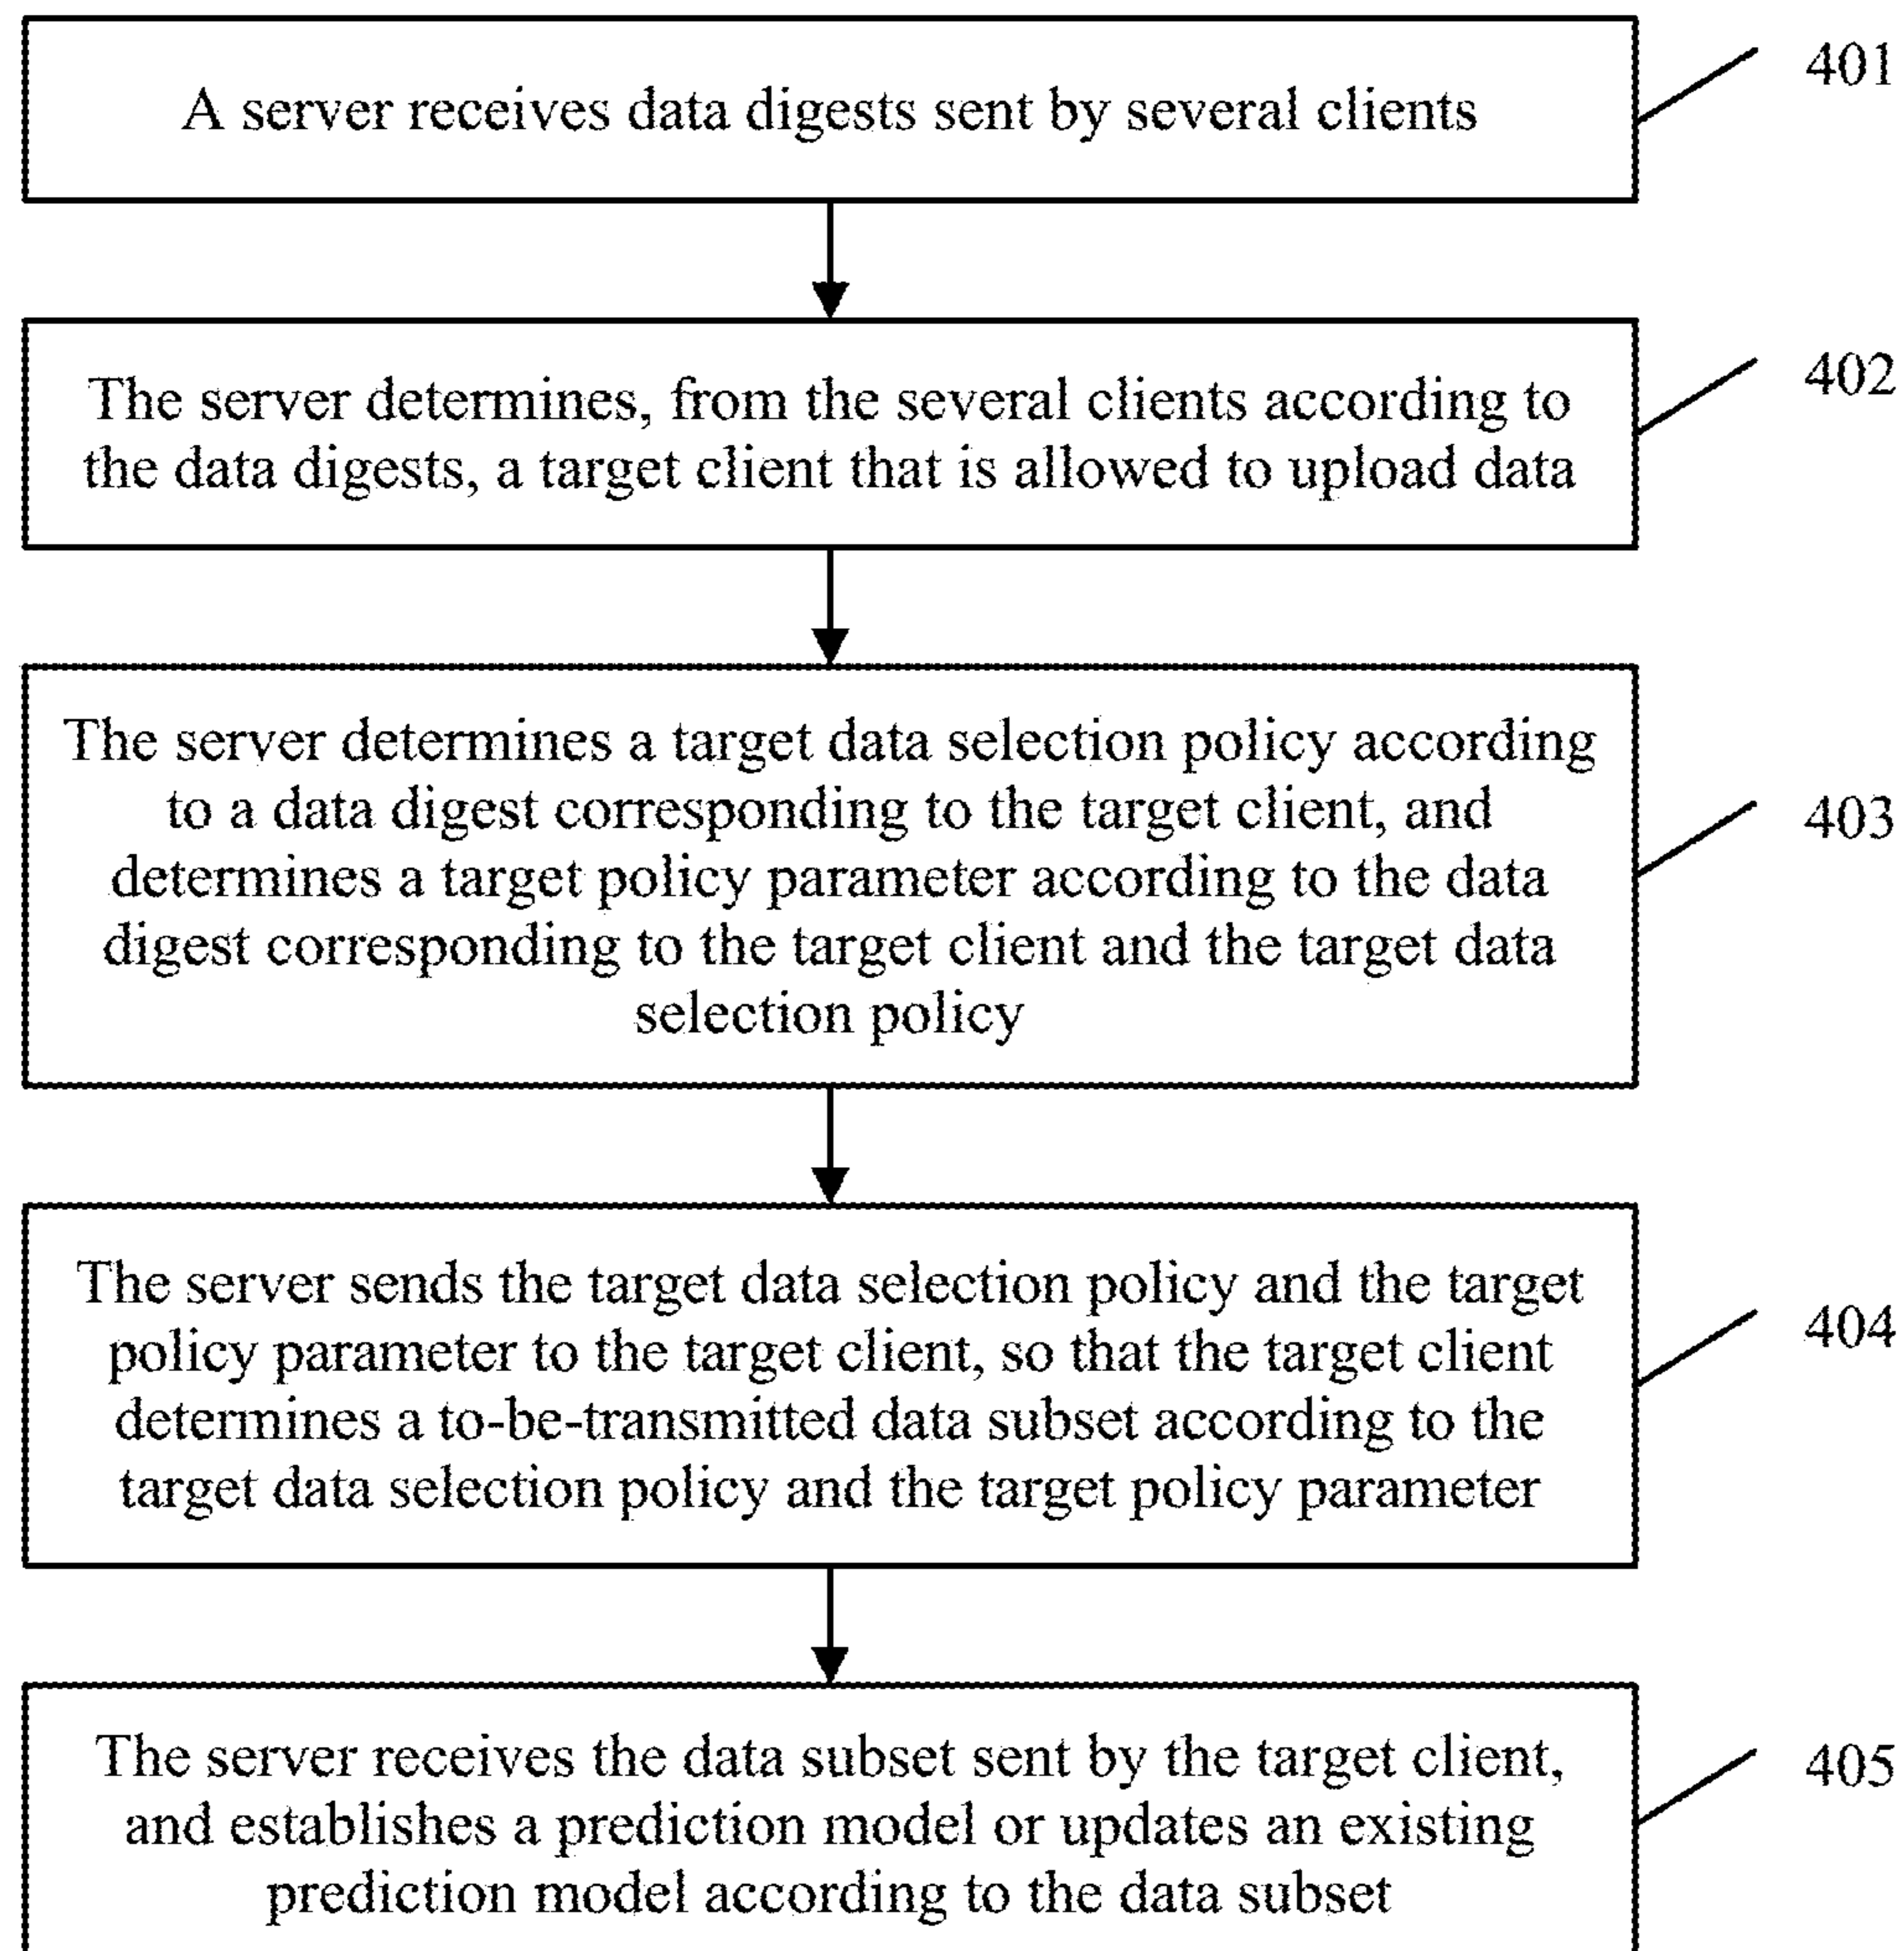 A server receives data digests sent by several clients
401
The server determines, from the several clients according to
the data digests, a target client that is allowed to upload data
402
The server determines a target data selection policy according
to a data digest corresponding to the target client, and
determines a target policy parameter according to the data
digest corresponding to the target client and the target data
selection policy
403
The server sends the target data selection policy and the target
policy parameter to the target client, so that the target client
determines a to-be-transmitted data subset according to the
target data selection policy and the target policy parameter
404
The server receives the data subset sent by the target client,
and establishes a prediction model or updates an existing
prediction model according to the data subset
405